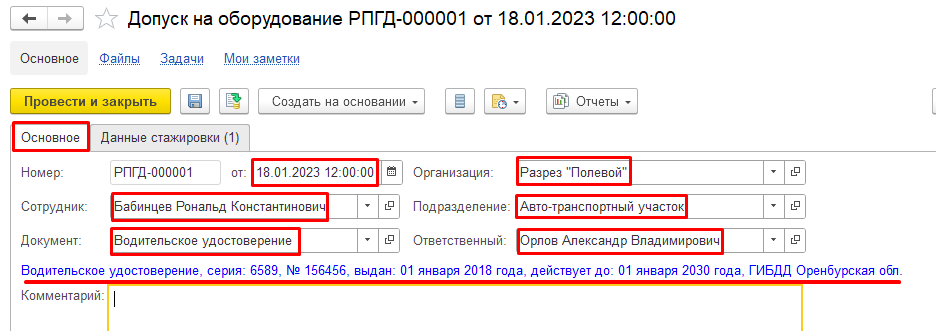 Допуск на оборудование РПГД-000001 от 18.01.2023 12:00:00
Основное Файлы Задачи Мои заметки
Провести и закрыть Создать на основании Отчеты
Основное Данные стажировки (1)
Номер: РПГД-000001 от: 18.01.2023 12:00:00 Организация: Разрез "Полевой"
Сотрудник: Бабинцев Рональд Константинович Подразделение: Авто-транспортный участок
Документ: Водительское удостоверение Ответственный: Орлов Александр Владимирович
Водительское удостоверение, серия: 6589, № 156456, выдан: 01 января 2018 года, действует до: 01 января 2030 года, ГИБДД Оренбурская обл.
Комментарий: